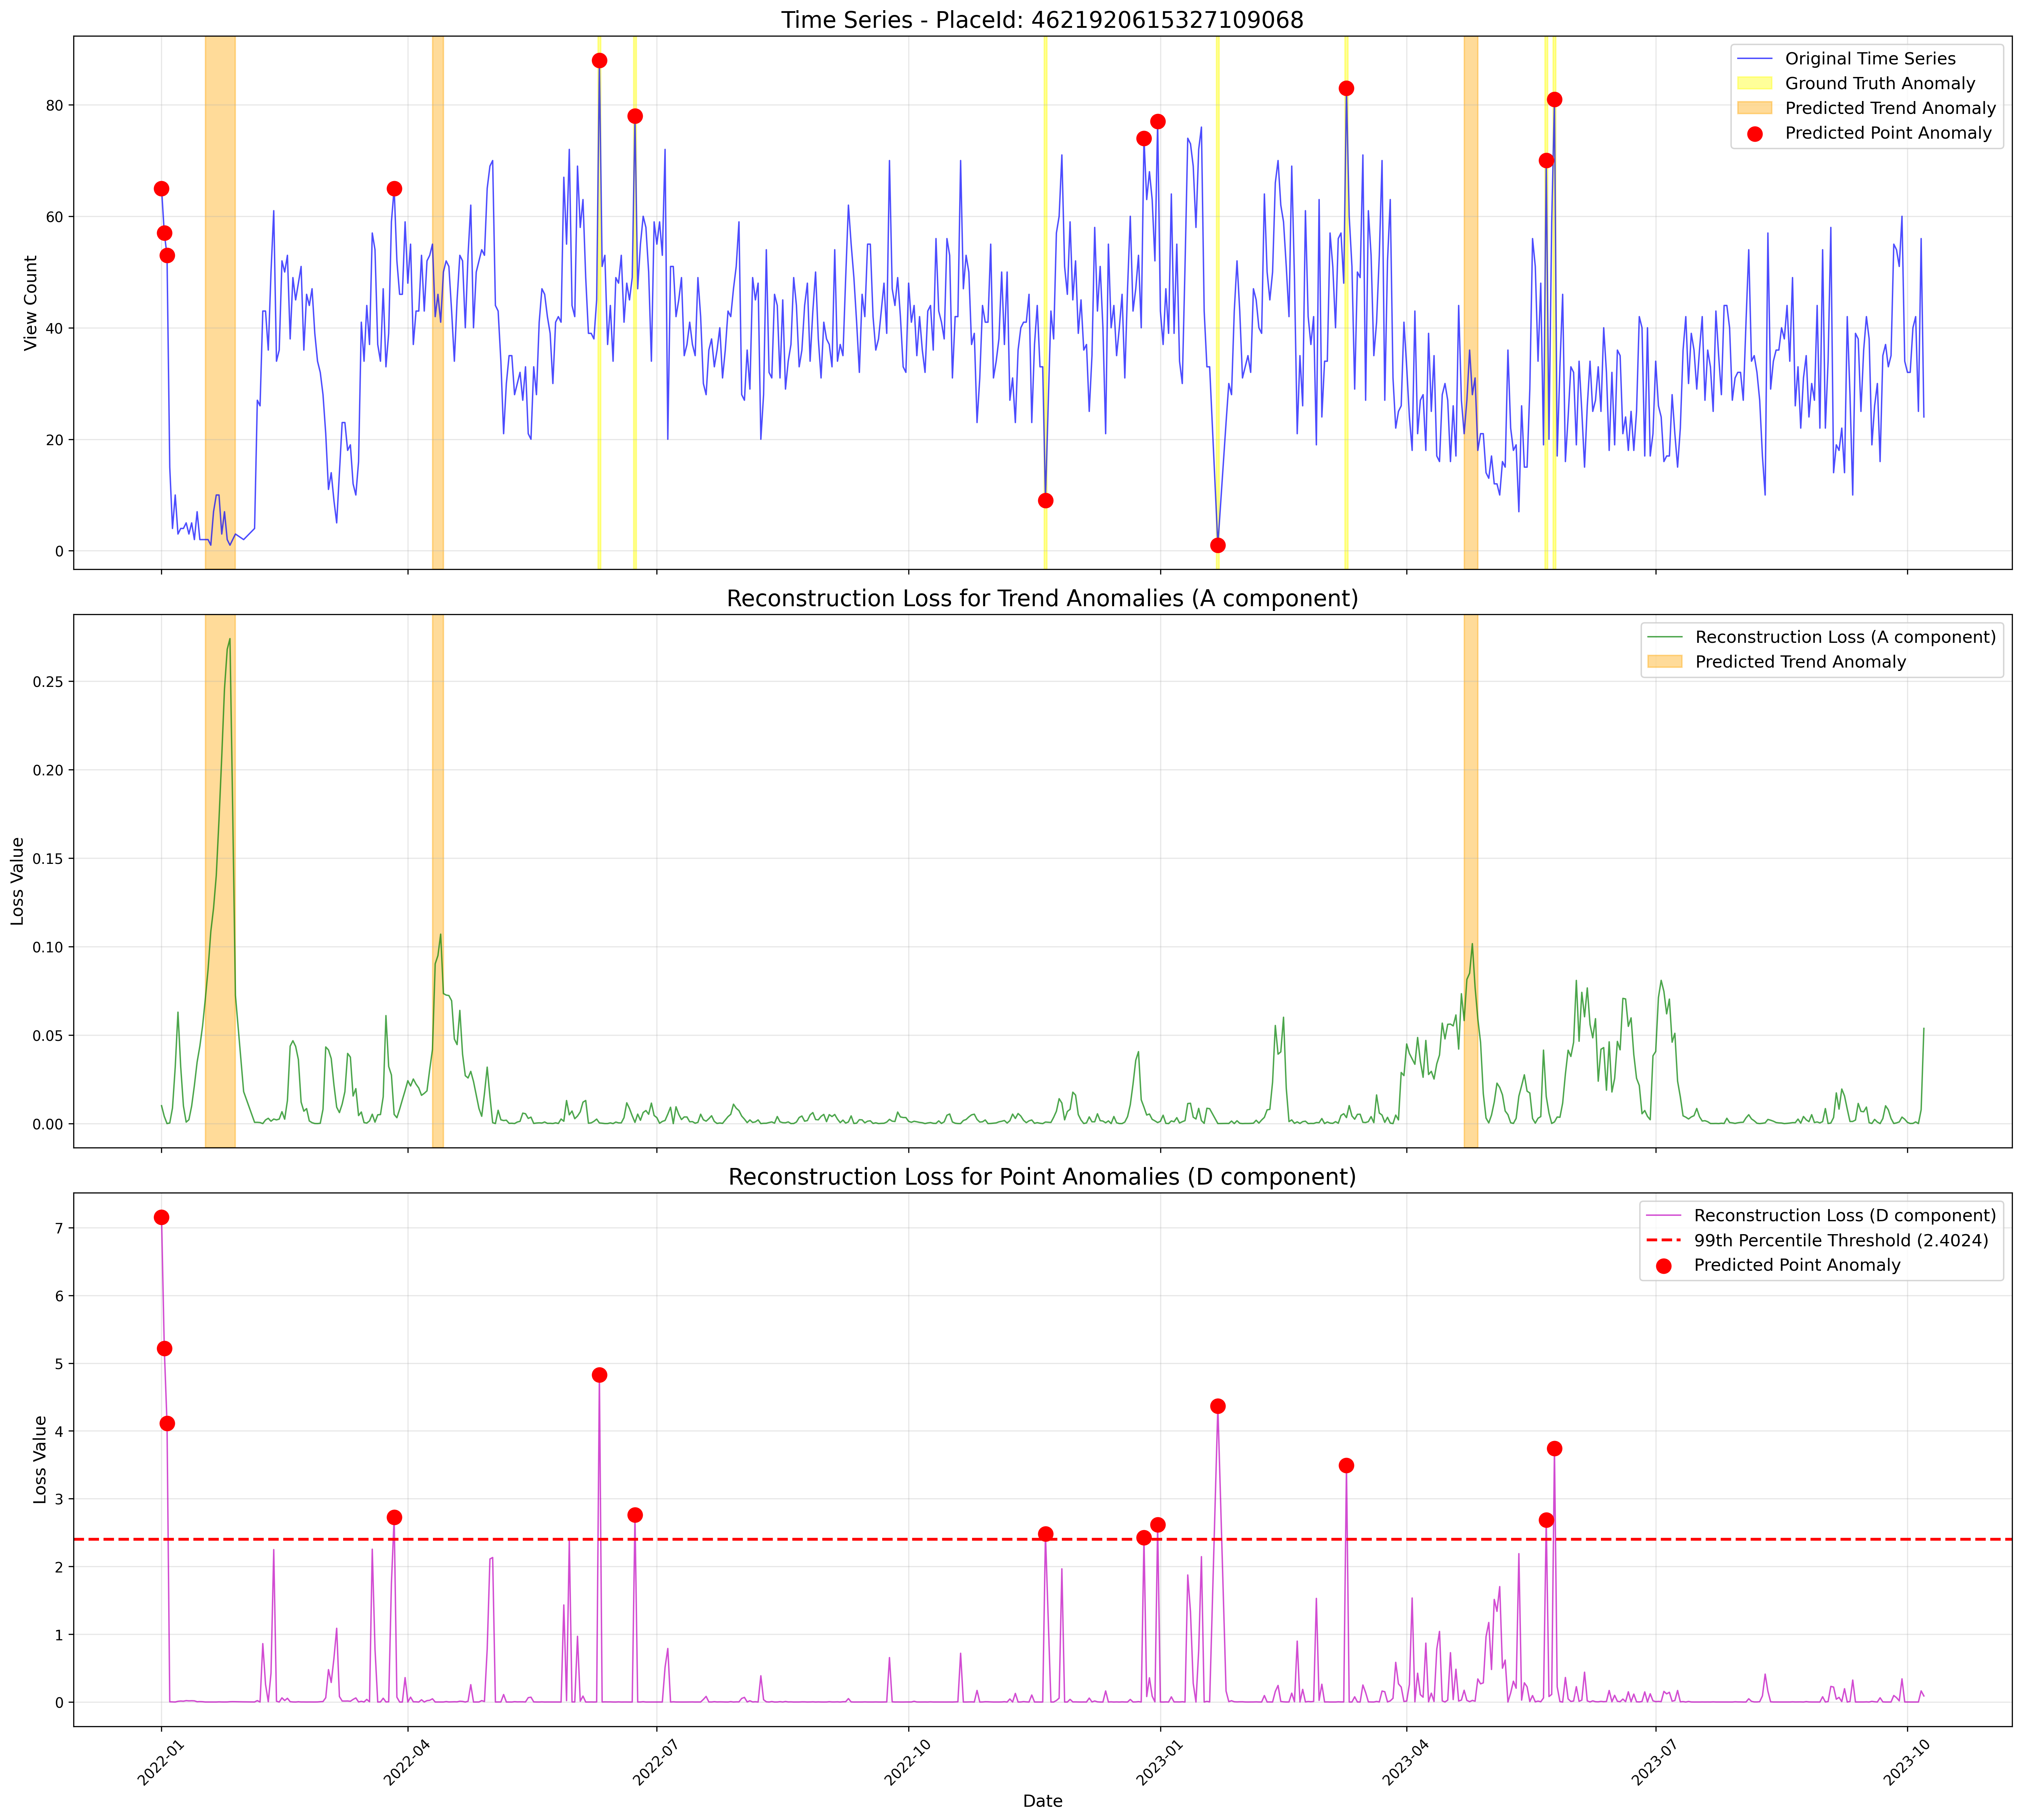 Time Series - PlaceId: 4621920615327109068
View Count
80
60
40
20
0
Original Time Series
Ground Truth Anomaly
Predicted Trend Anomaly
Predicted Point Anomaly
Reconstruction Loss for Trend Anomalies (A component)
Loss Value
0.25
0.20
0.15
0.10
0.05
0.00
Reconstruction Loss (A component)
Predicted Trend Anomaly
Reconstruction Loss for Point Anomalies (D component)
Loss Value
7
6
5
4
3
2
1
0
Reconstruction Loss (D component)
99th Percentile Threshold (2.4024)
Predicted Point Anomaly
2022-01
2022-04
2022-07
2022-10
2023-01
2023-04
2023-07
2023-10
Date